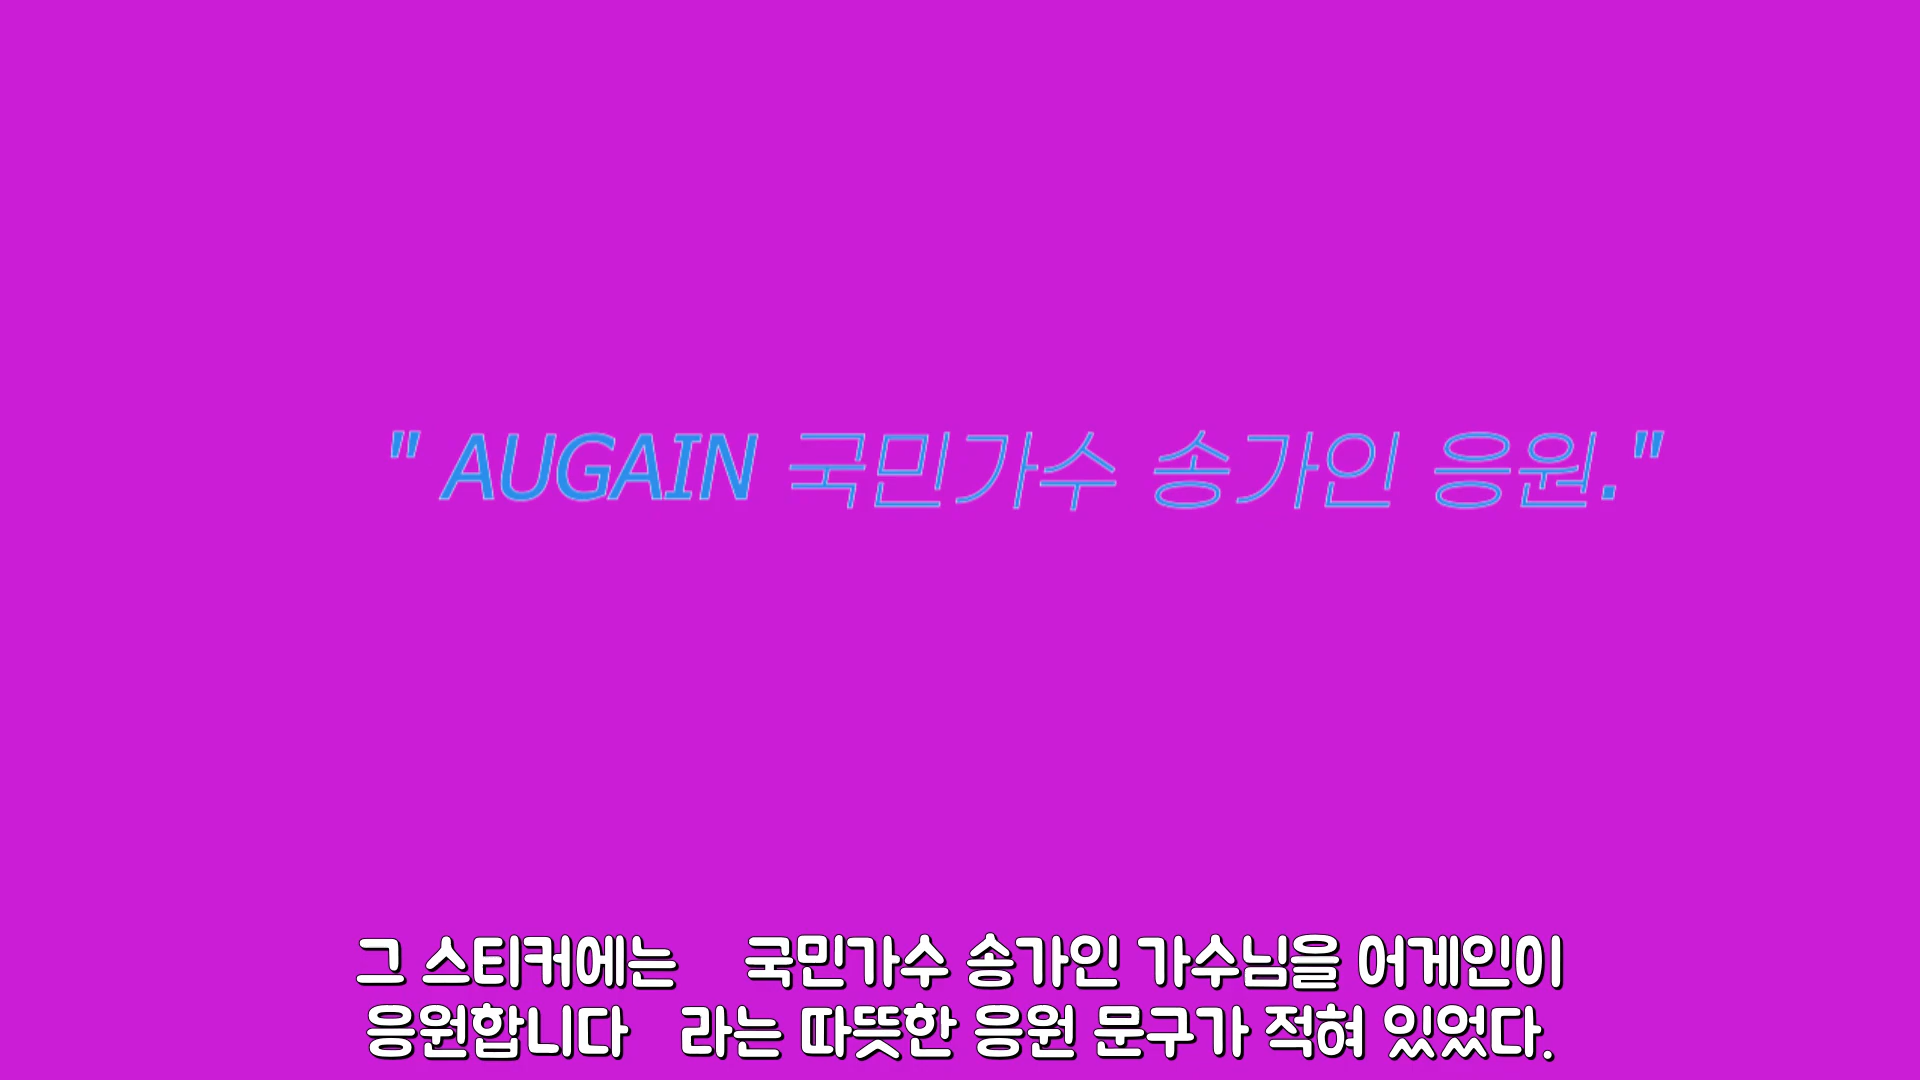 " AUGAIN 국민가수 송가인 응원."
그 스티커에는 국민가수 송가인 가수님을 어게인이
응원합니다 라는 따뜻한 응원 문구가 적혀 있었다.